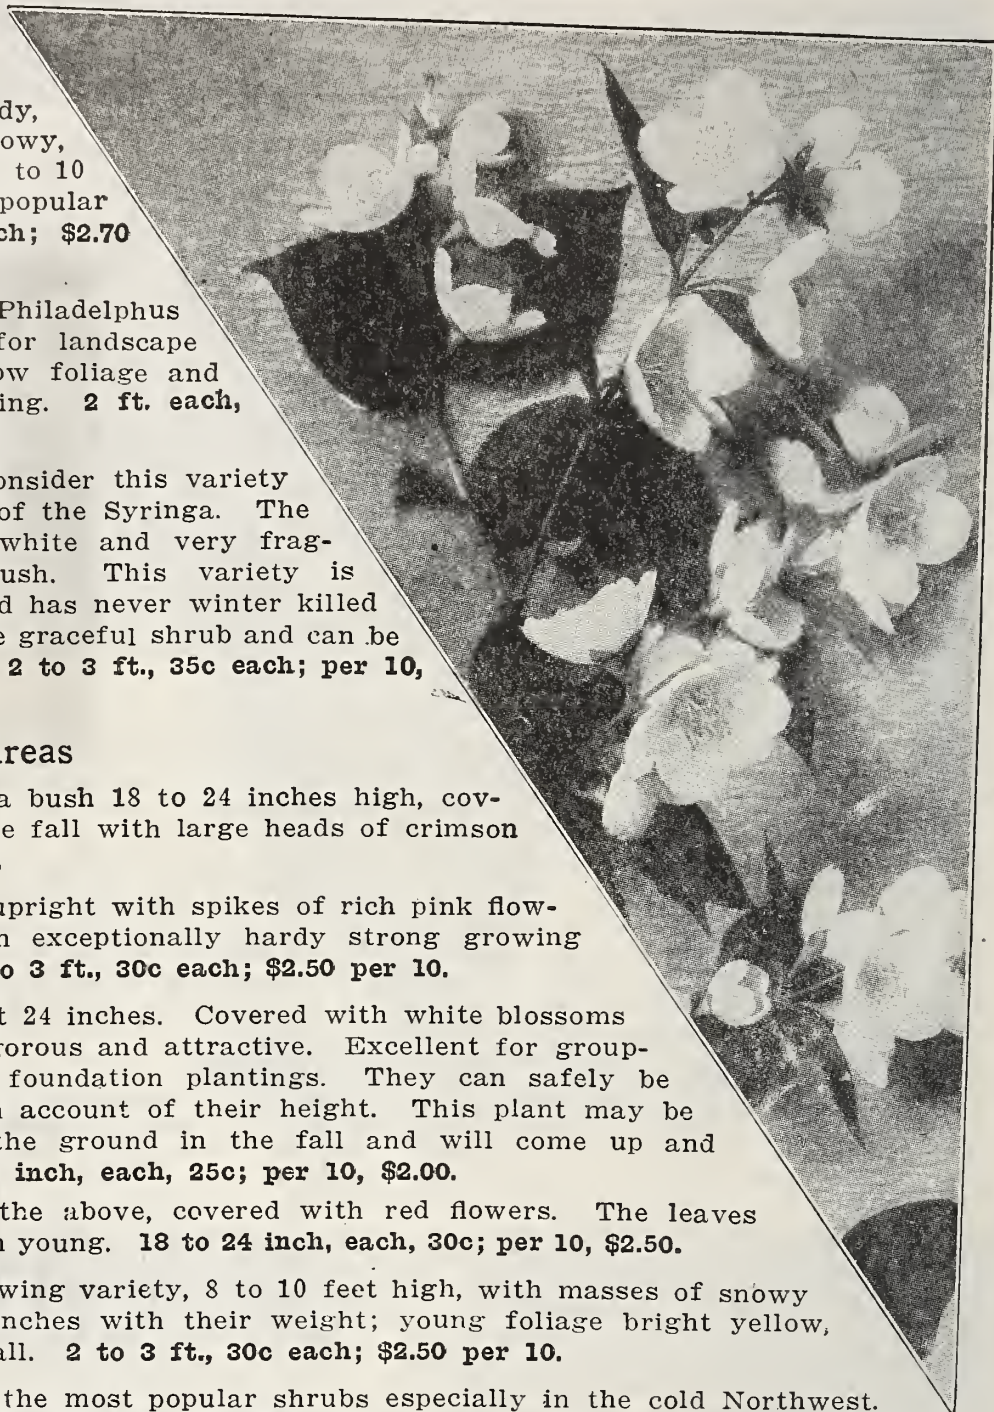 dy,
owy,
to 10
popular
ch; $2.70
Philadelphus
for landscape
ow foliage and
ing. 2 ft. each,
onsider this variety
of the Syringa. The
white and very frag-
ush. This variety is
d has never winter killed
e graceful shrub and can be
2 to 3 ft., 35c each; per 10,
reas
a bush 18 to 24 inches high, cov-
e fall with large heads of crimson
upright with spikes of rich pink flow-
n exceptionally hardy strong growing
o 3 ft., 30c each; $2.50 per 10.
t 24 inches. Covered with white blossoms
orous and attractive. Excellent for group-
foundation plantings. They can safely be
n account of their height. This plant may be
the ground in the fall and will come up and
inch, each, 25c; per 10, $2.00.
the above, covered with red flowers. The leaves
n young. 18 to 24 inch, each, 30c; per 10, $2.50.
wing variety, 8 to 10 feet high, with masses of snowy
nches with their weight; young foliage bright yellow,
all. 2 to 3 ft., 30c each; $2.50 per 10.
the most popular shrubs especially in the cold Northwest.